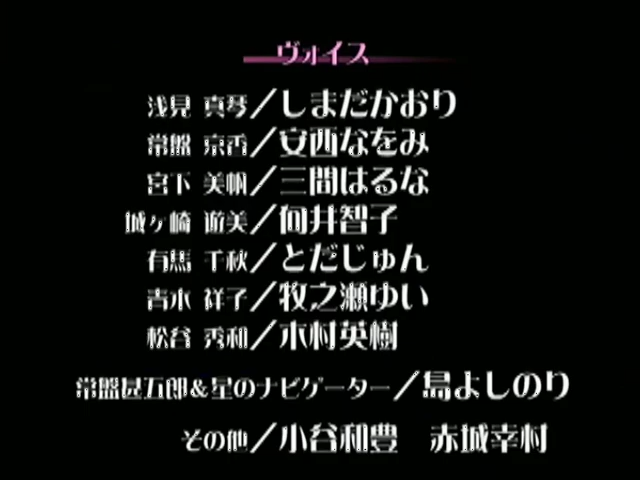 ヴォイス
浅見 真琴／しまだかおり
常盤 京香／安西なをみ
宮下 美帆／三間はるな
城ヶ崎 遊美／向井智子
有馬 千秋／とだじゅん
青木 祥子／牧之瀬ゆい
松谷 秀和／木村英樹
常盤甚五郎＆星のナビゲーター／島よしのり
その他／小谷和豊　赤城幸村